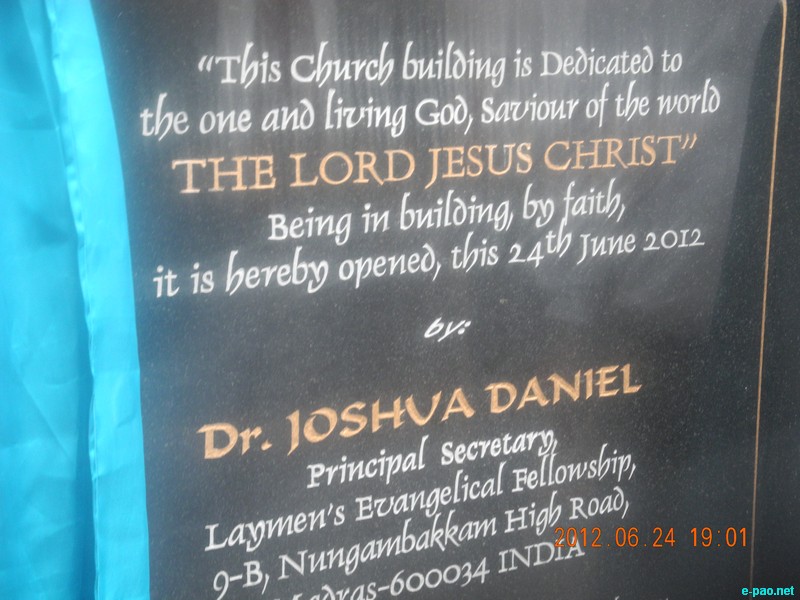 "This Church building is Dedicated to
the one and living God, Saviour of the world
THE LORD JESUS CHRIST"
Being in building, by faith,
it is hereby opened, this 24th June 2012
by:
Dr. JOSHUA DANIEL
Principal Secretary,
Laymen's Evangelical Fellowship,
9-B, Nungambakkam High Road,
Madras-600034 INDIA
2012.06.24 19:01
e-pao.net